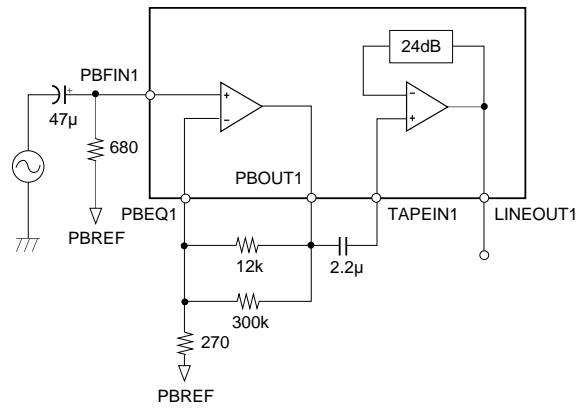 24dB
PBFIN1
+
−
+
47µ
680
−
+
PBOUT1
PBREF
PBEQ1
TAPEIN1
LINEOUT1
12k
2.2µ
300k
270
PBREF